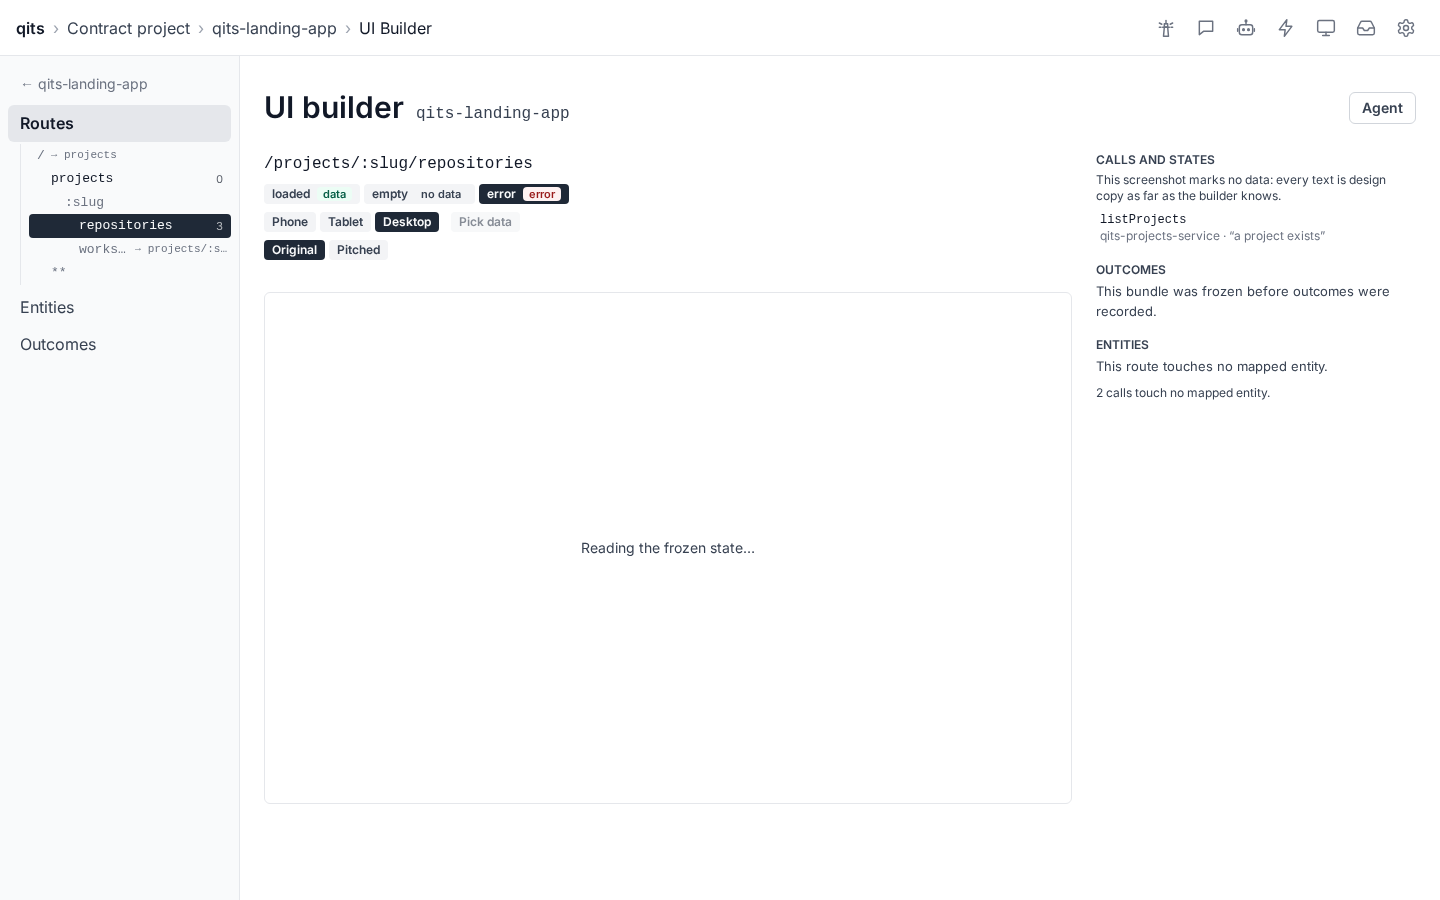 qits › Contract project › qits-landing-app › UI Builder
← qits-landing-app
Routes
/ → projects
projects 0
:slug
repositories 3
works… → projects/:s…
**
Entities
Outcomes
UI builder qits-landing-app
Agent
/projects/:slug/repositories
loaded data empty no data error error
Phone Tablet Desktop Pick data
Original Pitched
Reading the frozen state...
CALLS AND STATES
This screenshot marks no data: every text is design
copy as far as the builder knows.
listProjects
qits-projects-service · “a project exists”
OUTCOMES
This bundle was frozen before outcomes were
recorded.
ENTITIES
This route touches no mapped entity.
2 calls touch no mapped entity.